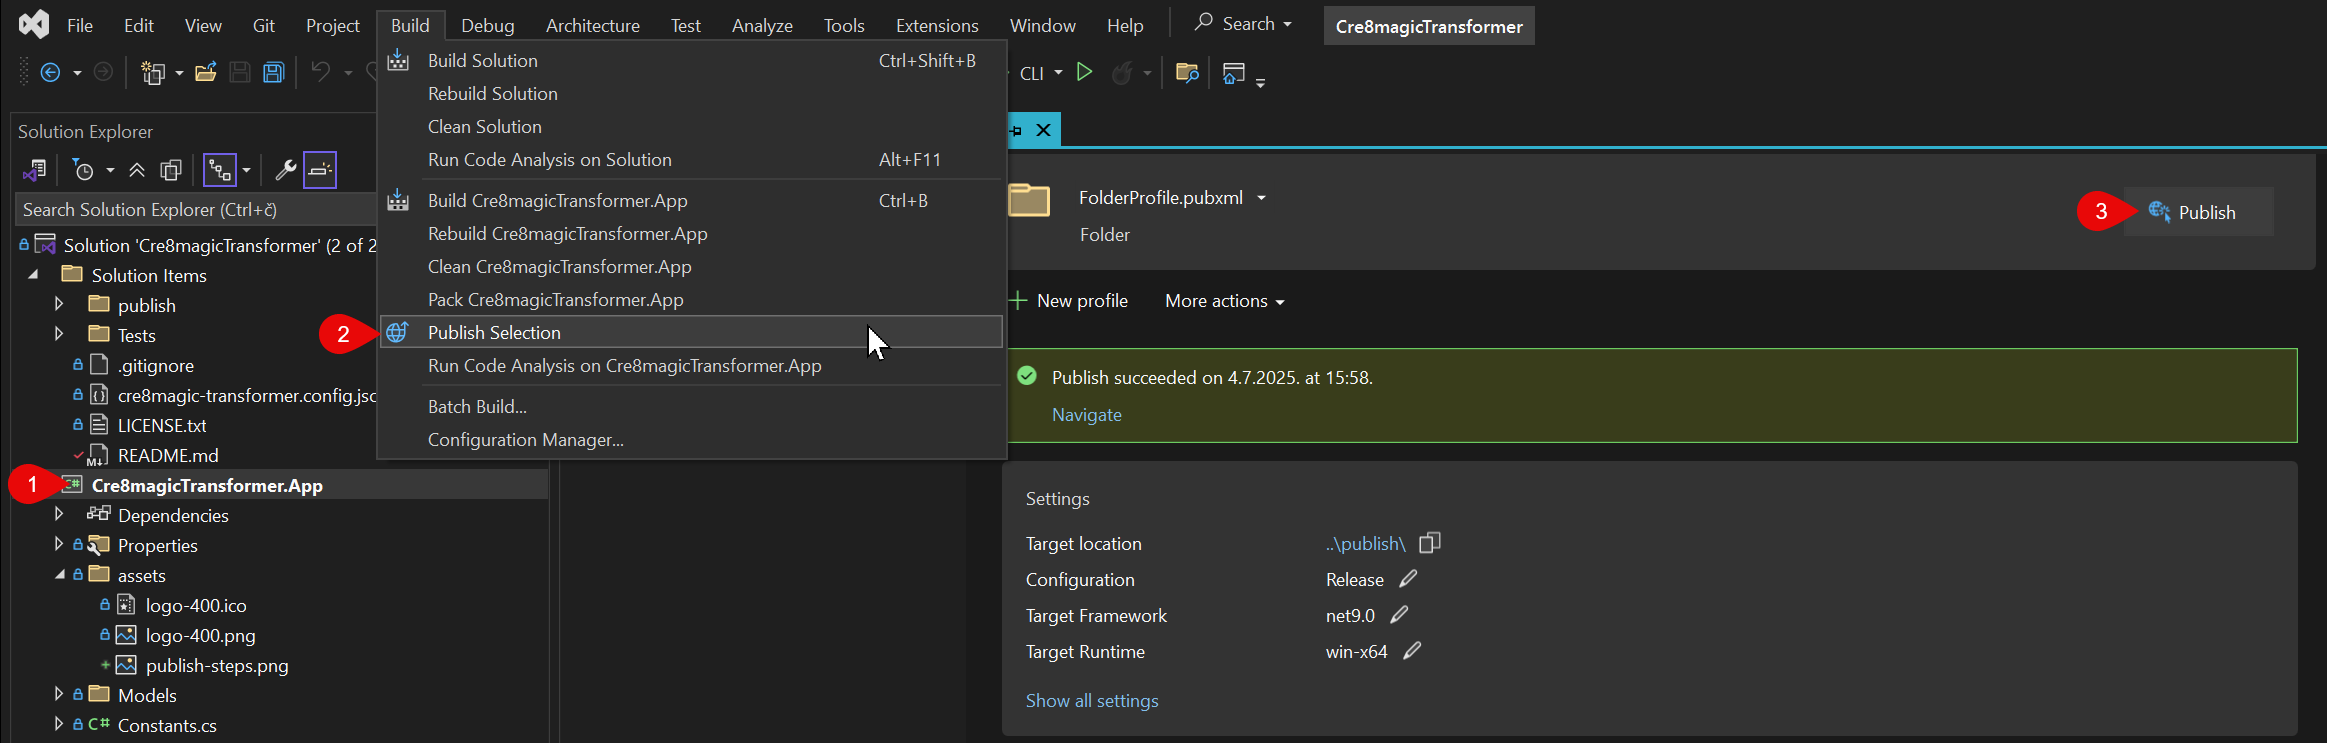 File Edit View Git Project Build Debug Architecture Test Analyze Tools Extensions Window Help Search Cre8magicTransformer
CLI
Solution Explorer
Search Solution Explorer (Ctrl+č)
Solution 'Cre8magicTransformer' (2 of 2
Solution Items
publish
Tests
.gitignore
cre8magic-transformer.config.jsc
LICENSE.txt
README.md
1 Cre8magicTransformer.App
Dependencies
Properties
assets
logo-400.ico
logo-400.png
publish-steps.png
Models
Constants.cs
Build Solution Ctrl+Shift+B
Rebuild Solution
Clean Solution
Run Code Analysis on Solution Alt+F11
Build Cre8magicTransformer.App Ctrl+B
Rebuild Cre8magicTransformer.App
Clean Cre8magicTransformer.App
Pack Cre8magicTransformer.App
2 Publish Selection
Run Code Analysis on Cre8magicTransformer.App
Batch Build...
Configuration Manager...
FolderProfile.pubxml
Folder
3 Publish
New profile More actions
Publish succeeded on 4.7.2025. at 15:58.
Navigate
Settings
Target location ..\publish\
Configuration Release
Target Framework net9.0
Target Runtime win-x64
Show all settings